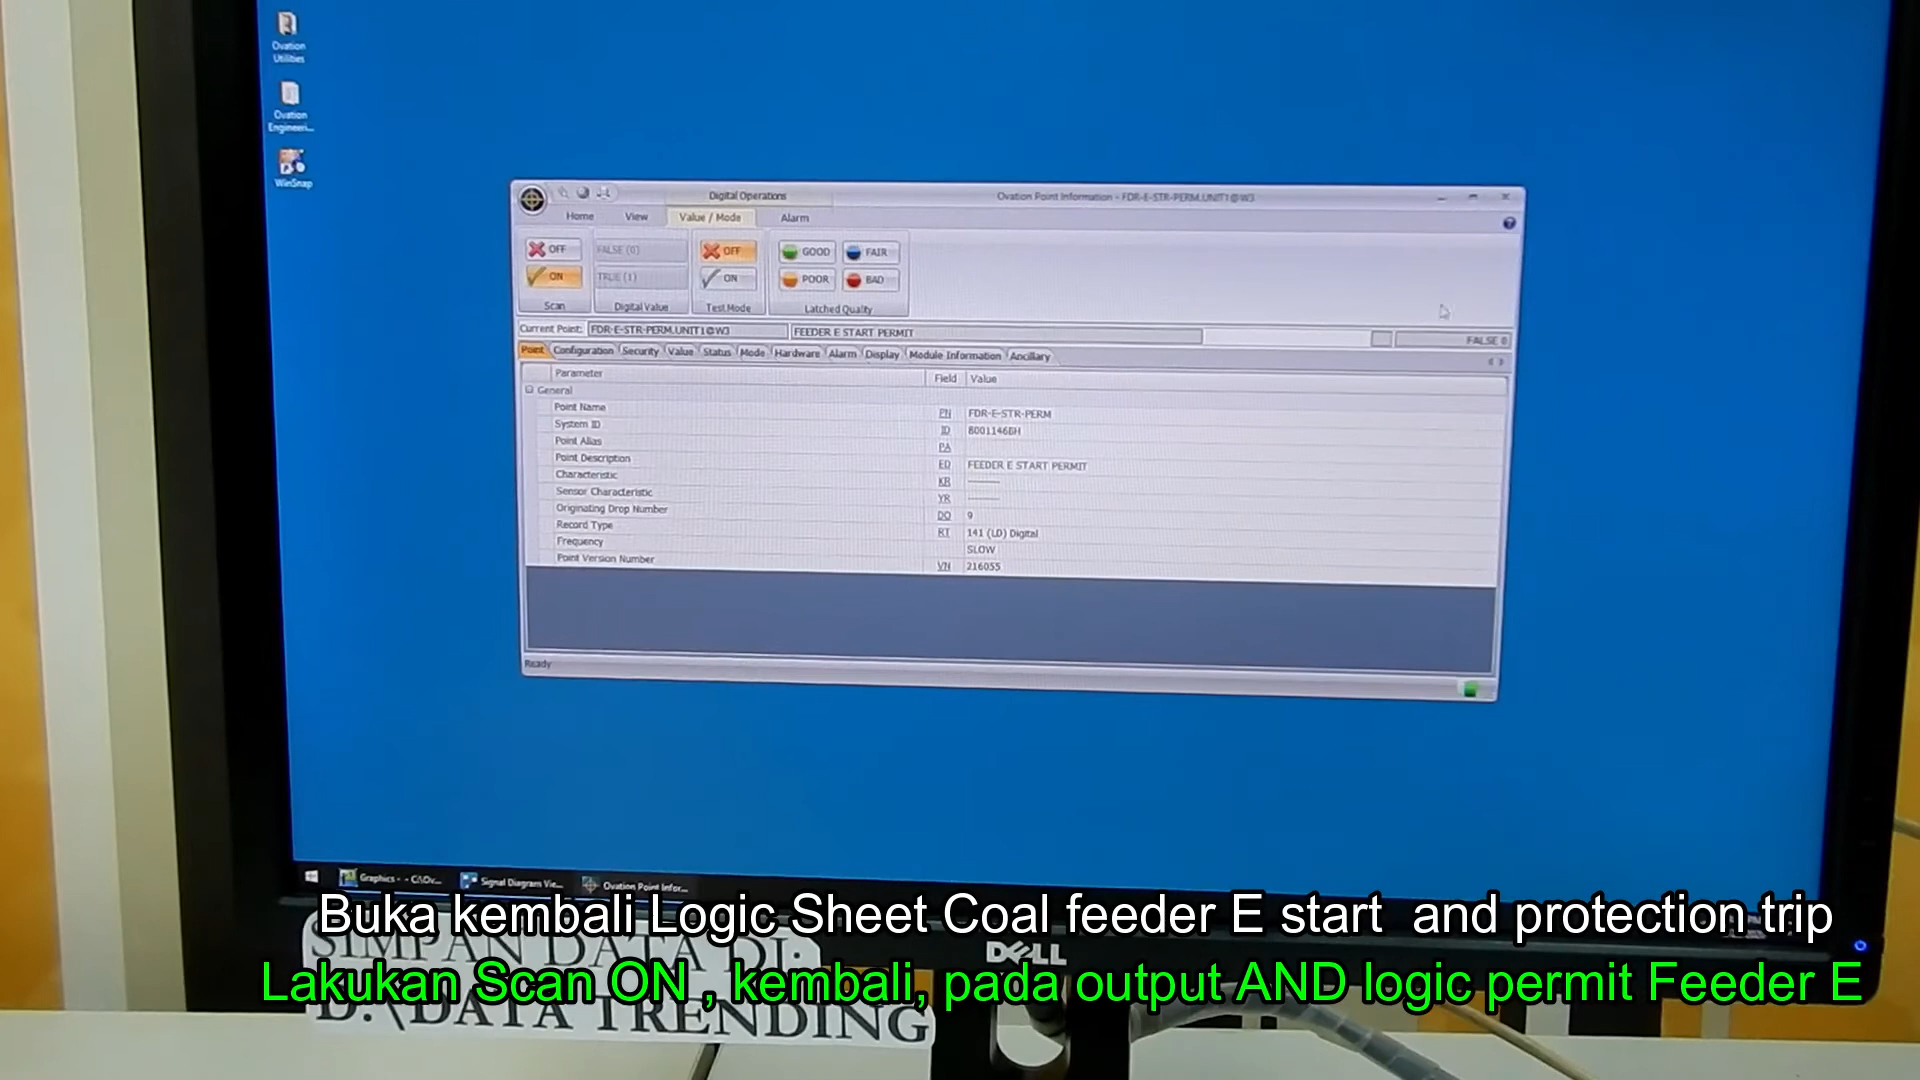 Ovation
Utilities
Ovation
Engineeri...
WinSnap
Digital Operations
Ovation Point Information - FDR-E-STR-PERM.UNIT1@W3
Home View Value / Mode Alarm
OFF FALSE (0) OFF GOOD FAIR
ON TRUE (1) ON POOR BAD
Scan Digital Value Test Mode Latched Quality
Current Point: FDR-E-STR-PERM.UNIT1@W3 FEEDER E START PERMIT FALSE 0
Point Configuration Security Value Status Mode Hardware Alarm Display Module Information Ancillary
Parameter Field Value
General
Point Name PN FDR-E-STR-PERM
System ID ID 8001146BH
Point Alias PA
Point Description ED FEEDER E START PERMIT
Characteristic KR --------
Sensor Characteristic YR --------
Originating Drop Number DO 9
Record Type RT 141 (LD) Digital
Frequency SLOW
Point Version Number VN 216055
Ready
Graphics - - C:\Ov... Signal Diagram Vie... Ovation Point Infor...
Buka kembali Logic Sheet Coal feeder E start and protection trip
SIMPAN DATA DI:
DELL
Lakukan Scan ON , kembali, pada output AND logic permit Feeder E
D:\DATA TRENDING